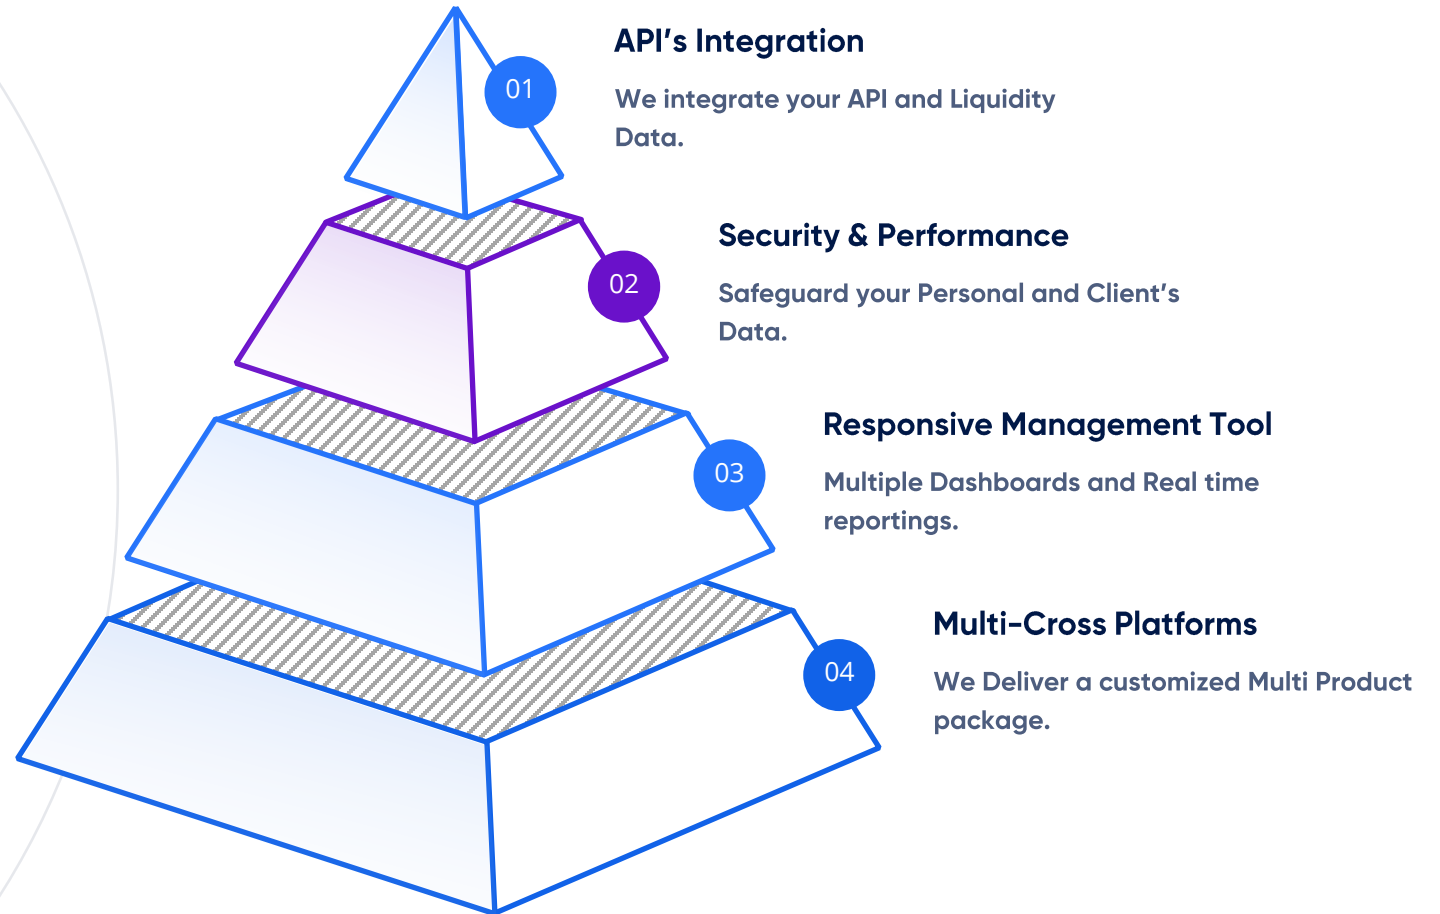 01
API’s Integration
We integrate your API and Liquidity
Data.
02
Security & Performance
Safeguard your Personal and Client’s
Data.
03
Responsive Management Tool
Multiple Dashboards and Real time
reportings.
04
Multi-Cross Platforms
We Deliver a customized Multi Product
package.